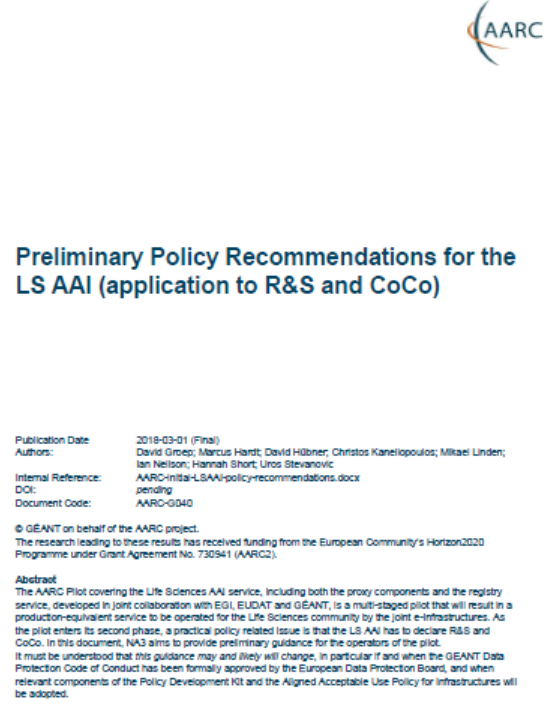 AARC
Preliminary Policy Recommendations for the
LS AAI (application to R&S and CoCo)
Publication Date 2018-03-01 (Final)
Authors: David Groep; Marcus Hardt; David Hübner; Christos Kanellopoulos; Mikael Linden;
Ian Neilson; Hannah Short; Uros Stevanovic
Internal Reference: AARC-Initial-LSAAI-policy-recommendations.docx
DOI: pending
Document Code: AARC-G040
© GÉANT on behalf of the AARC project.
The research leading to these results has received funding from the European Community's Horizon2020
Programme under Grant Agreement No. 730941 (AARC2).
Abstract
The AARC Pilot covering the Life Sciences AAI service, including both the proxy components and the registry
service, developed in joint collaboration with EGI, EUDAT and GÉANT, is a multi-staged pilot that will result in a
production-equivalent service to be operated for the Life Sciences community by the joint e-Infrastructures. As
the pilot enters its second phase, a practical policy related issue is that the LS AAI has to declare R&S and
CoCo. In this document, NA3 aims to provide preliminary guidance for the operators of the pilot.
It must be understood that this guidance may and likely will change, in particular if and when the GEANT Data
Protection Code of Conduct has been formally approved by the European Data Protection Board, and when
relevant components of the Policy Development Kit and the Aligned Acceptable Use Policy for Infrastructures will
be adopted.